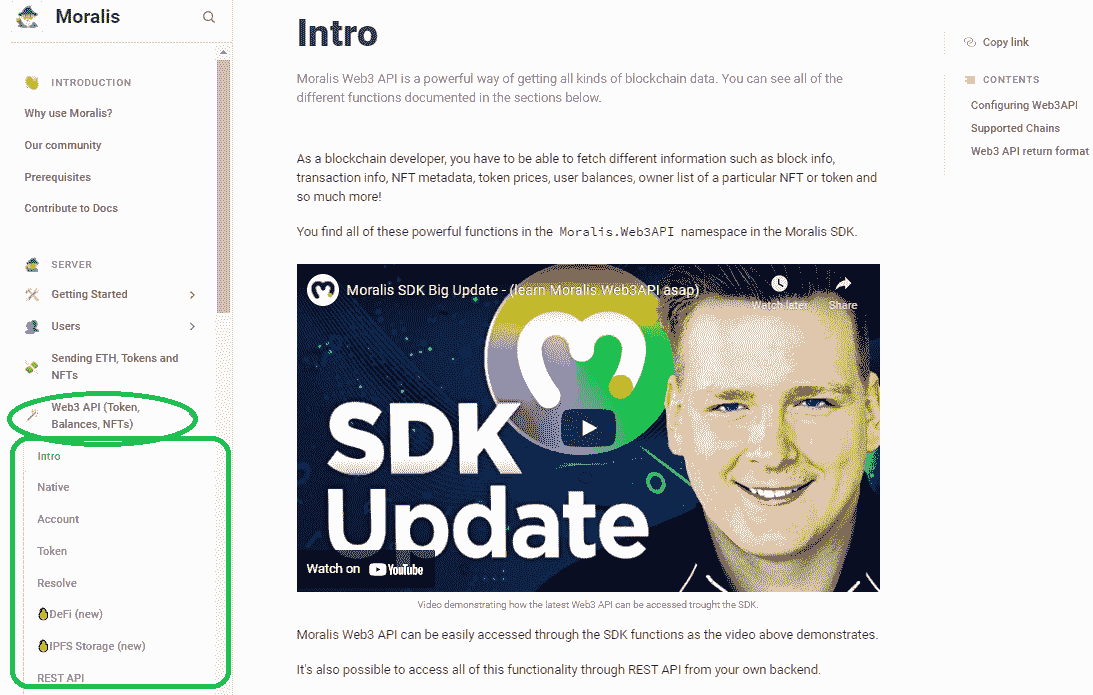 Moralis
INTRODUCTION
Why use Moralis?
Our community
Prerequisites
Contribute to Docs
SERVER
Getting Started
Users
Sending ETH, Tokens and
NFTs
Web3 API (Token,
Balances, NFTs)
Intro
Native
Account
Token
Resolve
DeFi (new)
IPFS Storage (new)
REST API
Intro
Moralis Web3 API is a powerful way of getting all kinds of blockchain data. You can see all of the
different functions documented in the sections below.
As a blockchain developer, you have to be able to fetch different information such as block info,
transaction info, NFT metadata, token prices, user balances, owner list of a particular NFT or token and
so much more!
You find all of these powerful functions in the Moralis.Web3API namespace in the Moralis SDK.
Moralis SDK Big Update - (learn Moralis.Web3API asap)
Watch later
Share
SDK
Update
Watch on YouTube
Video demonstrating how the latest Web3 API can be accessed trought the SDK.
Moralis Web3 API can be easily accessed through the SDK functions as the video above demonstrates.
It's also possible to access all of this functionality through REST API from your own backend.
Copy link
CONTENTS
Configuring Web3API
Supported Chains
Web3 API return format